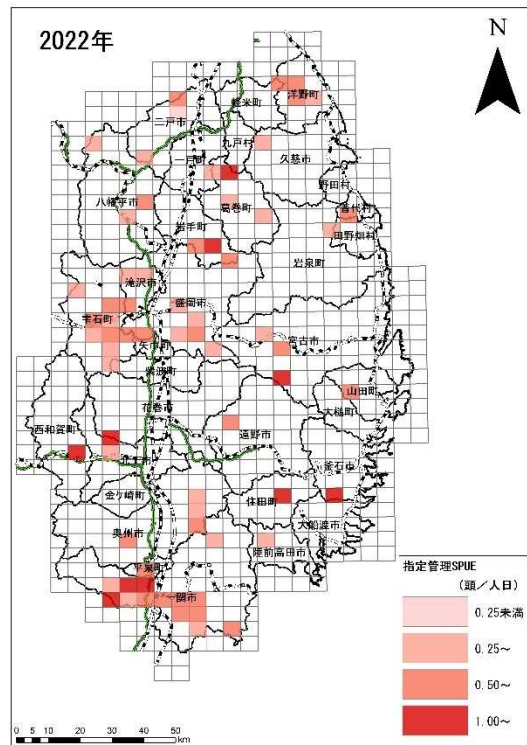 2022年
N
洋野町
軽米町
二戸市
九戸村
一戸町
久慈市
野田村
八幡平市
葛巻町
普代村
岩手町
田野畑村
岩泉町
滝沢市
盛岡市
雫石町
宮古市
矢巾町
紫波町
山田町
花巻市
大槌町
西和賀町
遠野市
北上市
釜石市
金ケ崎町
住田町
奥州市
大船渡市
陸前高田市
平泉町
一関市
指定管理SPUE
(頭/人日)
0.25未満
0.25~
0.50~
1.00~
0 5 10 20 30 40 50
km